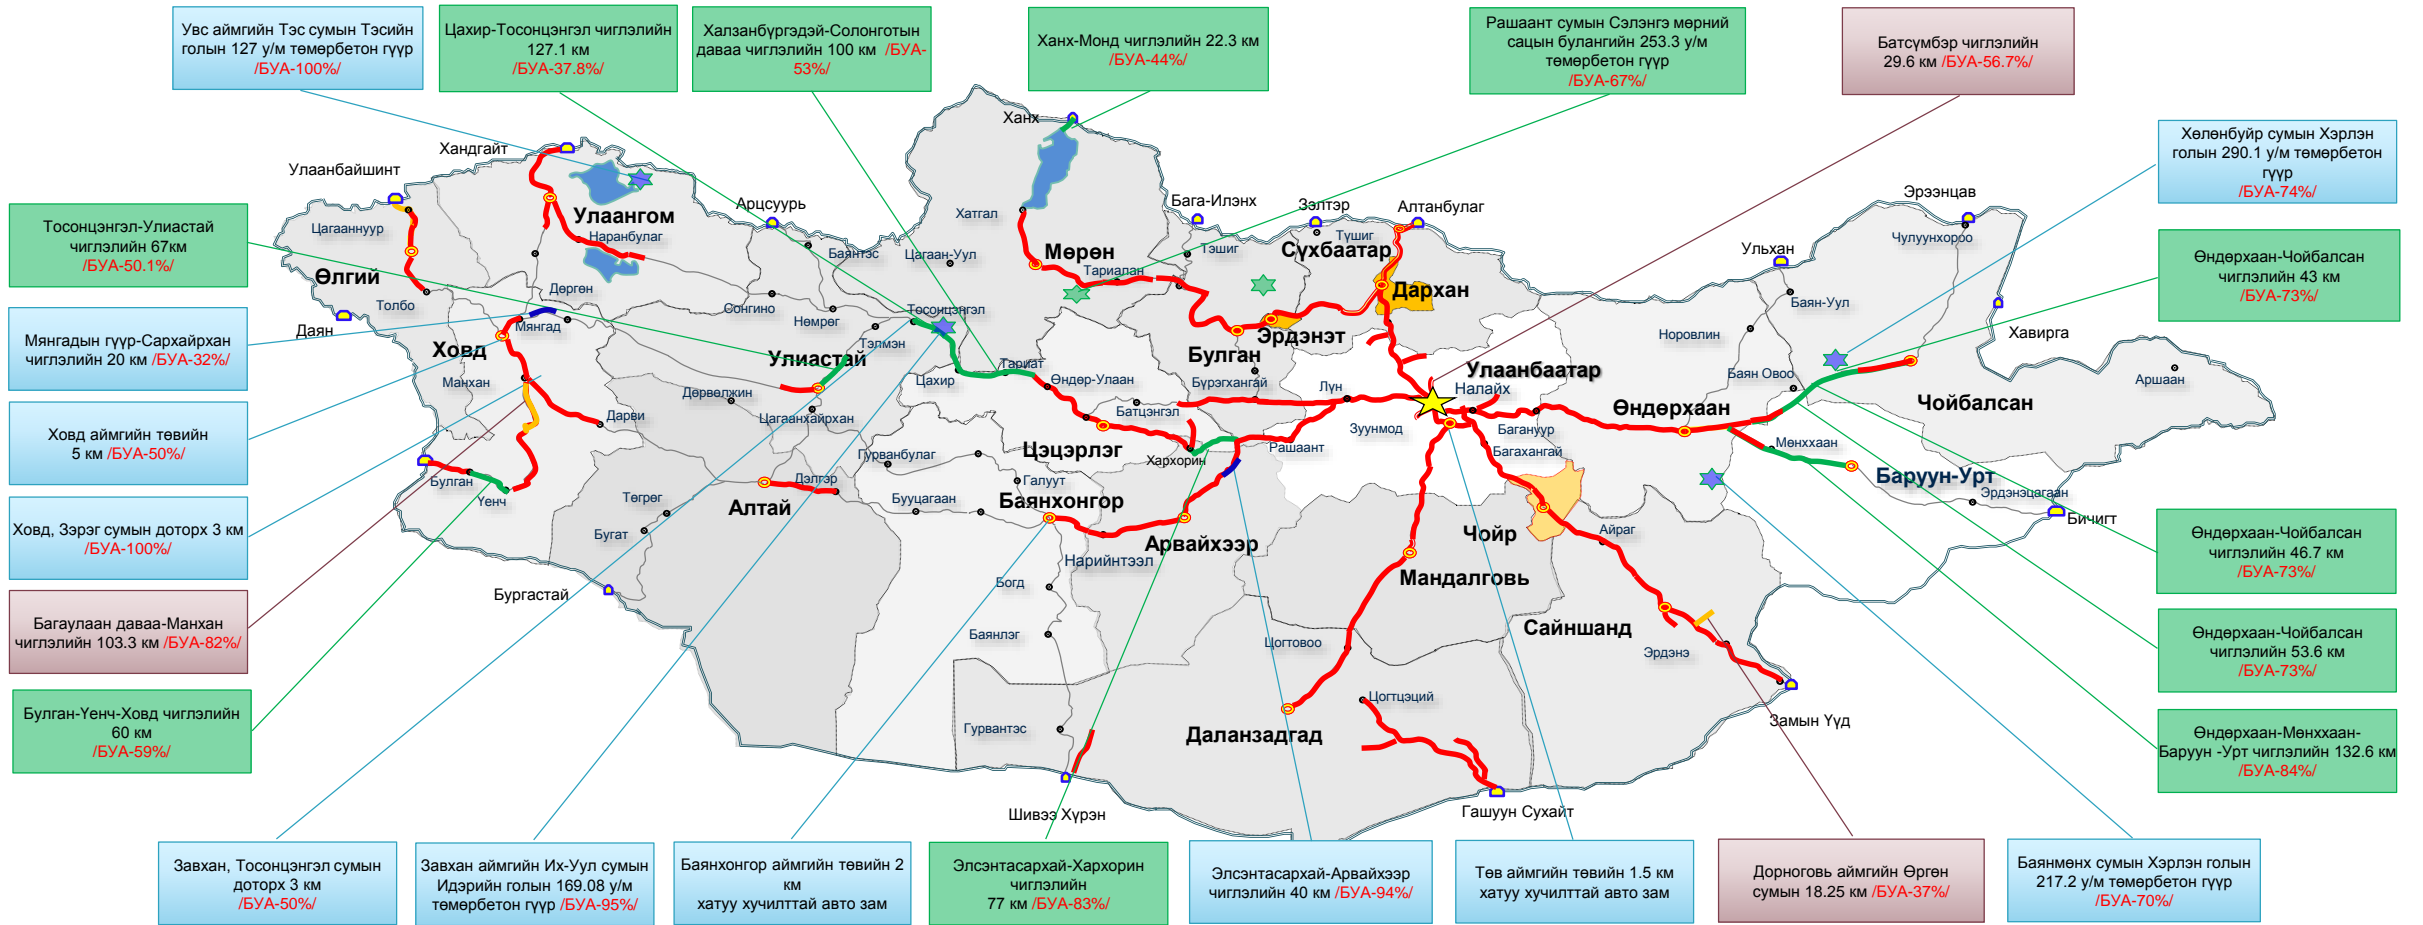 Увс аймгийн Тэс сумын Тэсийн
голын 127 у/м төмөрбетон гүүр
/БУА-100%/
Цахир-Тосонцэнгэл чиглэлийн
127.1 км
/БУА-37.8%/
Халзанбүргэдэй-Солонготын
даваа чиглэлийн 100 км /БУА-
53%/
Ханх-Монд чиглэлийн 22.3 км
/БУА-44%/
Рашаант сумын Сэлэнгэ мөрний
сацын булангийн 253.3 у/м
төмөрбетон гүүр
/БУА-67%/
Батсүмбэр чиглэлийн
29.6 км /БУА-56.7%/
Хөлөнбуйр сумын Хэрлэн
голын 290.1 у/м төмөрбетон
гүүр
/БУА-74%/
Тосонцэнгэл-Улиастай
чиглэлийн 67км
/БУА-50.1%/
Мянгадын гүүр-Сархайрхан
чиглэлийн 20 км /БУА-32%/
Ховд аймгийн төвийн
5 км /БУА-50%/
Ховд, Зэрэг сумын доторх 3 км
/БУА-100%/
Багаулаан даваа-Манхан
чиглэлийн 103.3 км /БУА-82%/
Булган-Үенч-Ховд чиглэлийн
60 км
/БУА-59%/
Өндөрхаан-Чойбалсан
чиглэлийн 43 км
/БУА-73%/
Өндөрхаан-Чойбалсан
чиглэлийн 46.7 км
/БУА-73%/
Өндөрхаан-Чойбалсан
чиглэлийн 53.6 км
/БУА-73%/
Өндөрхаан-Мөнххаан-
Баруун -Урт чиглэлийн 132.6 км
/БУА-84%/
Ханх
Хандгайт
Улаанбайшинт
Цагааннуур
Өлгий
Толбо
Даян
Улаангом
Наранбулаг
Дөргөн
Мянгад
Ховд
Манхан
Дарви
Булган
Үенч
Арцсуурь
Баянтэс
Цагаан-Уул
Сонгино
Нөмрөг
Тосонцэнгэл
Тэлмэн
Улиастай
Дөрвөлжин
Цагаанхайрхан
Хатгал
Мөрөн
Тариалан
Бага-Илэнх
Тэшиг
Зэлтэр
Түшиг
Алтанбулаг
Сүхбаатар
Дархан
Эрдэнэт
Булган
Бүрэгхангай
Цахир
Тариат
Өндөр-Улаан
Батцэнгэл
Цэцэрлэг
Хархорин
Рашаант
Лүн
Зуунмод
Улаанбаатар
Налайх
Багануур
Багахангай
Өндөрхаан
Мөнххаан
Баян Овоо
Норовлин
Баян-Уул
Ульхан
Эрээнцав
Чулуунхороо
Хавирга
Аршаан
Чойбалсан
Баруун-Урт
Эрдэнэцагаан
Бичигт
Гурванбулаг
Галуут
Бууцагаан
Баянхонгор
Дэлгэр
Алтай
Төгрөг
Бугат
Бургастай
Нарийнтээл
Арвайхээр
Богд
Баянлэг
Гурвантэс
Шивээ Хүрэн
Чойр
Айраг
Мандалговь
Сайншанд
Эрдэнэ
Замын Үүд
Цогтовоо
Цогтцэций
Даланзадгад
Гашуун Сухайт
Завхан, Тосонцэнгэл сумын
доторх 3 км
/БУА-50%/
Завхан аймгийн Их-Уул сумын
Идэрийн голын 169.08 у/м
төмөрбетон гүүр /БУА-95%/
Баянхонгор аймгийн төвийн 2
км
хатуу хучилттай авто зам
Элсэнтасархай-Хархорин
чиглэлийн
77 км /БУА-83%/
Элсэнтасархай-Арвайхээр
чиглэлийн 40 км /БУА-94%/
Төв аймгийн төвийн 1.5 км
хатуу хучилттай авто зам
Дорноговь аймгийн Өргөн
сумын 18.25 км /БУА-37%/
Баянмөнх сумын Хэрлэн голын
217.2 у/м төмөрбетон гүүр
/БУА-70%/